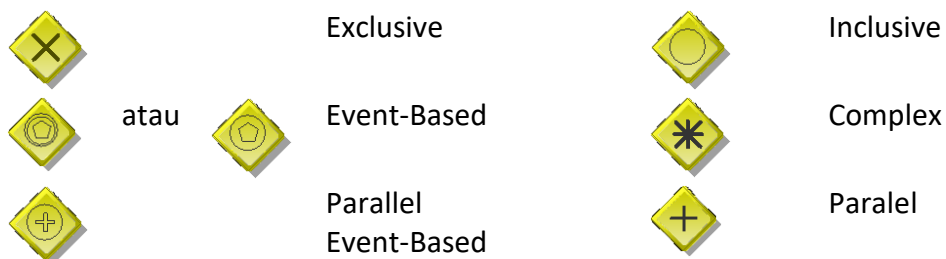 Exclusive
Inclusive
atau
Event-Based
Complex
Parallel
Event-Based
Paralel